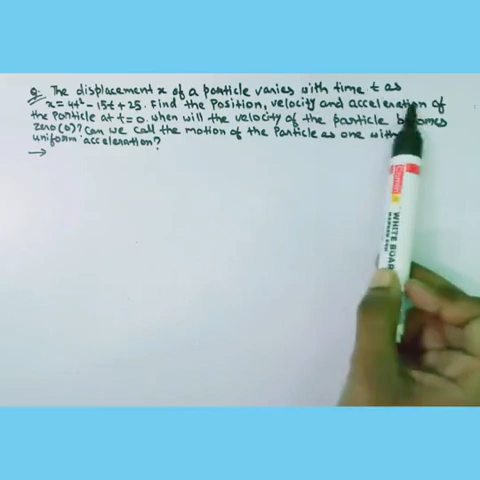 Q: The displacement x of a particle varies with time t as
x = 4t² - 15t + 25. Find the position, velocity and acceleration of
the particle at t = 0. When will the velocity of the particle becomes
zero (0)? Can we call the motion of the particle as one with
uniform acceleration?
→
WHITE BOAR